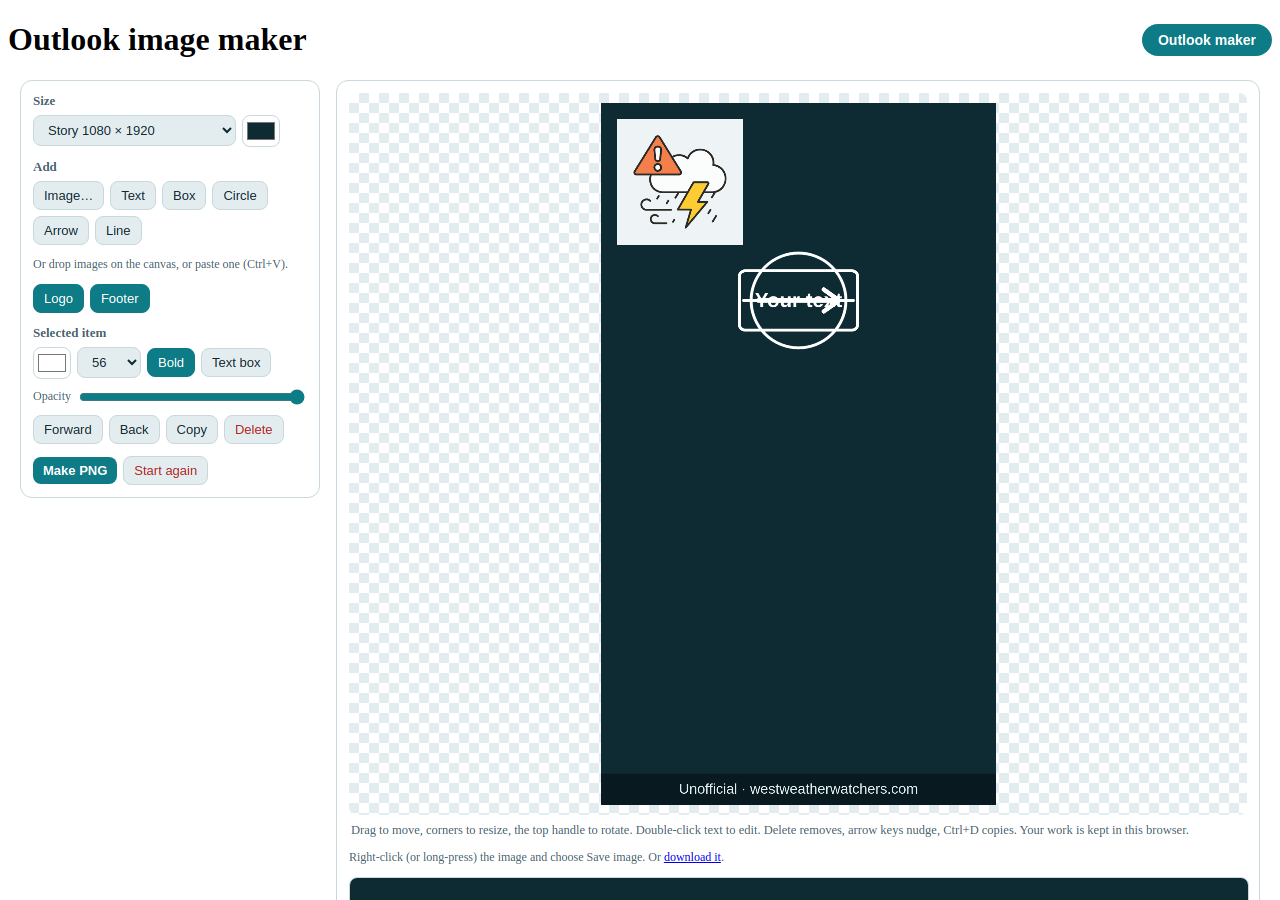 Outlook image maker
Outlook maker
Size
Story 1080 × 1920
Add
Image…
Text
Box
Circle
Arrow
Line
Or drop images on the canvas, or paste one (Ctrl+V).
Logo
Footer
Selected item
56
Bold
Text box
Opacity
Forward
Back
Copy
Delete
Make PNG
Start again
Your text
Unofficial · westweatherwatchers.com
Drag to move, corners to resize, the top handle to rotate. Double-click text to edit. Delete removes, arrow keys nudge, Ctrl+D copies. Your work is kept in this browser.
Right-click (or long-press) the image and choose Save image. Or download it.